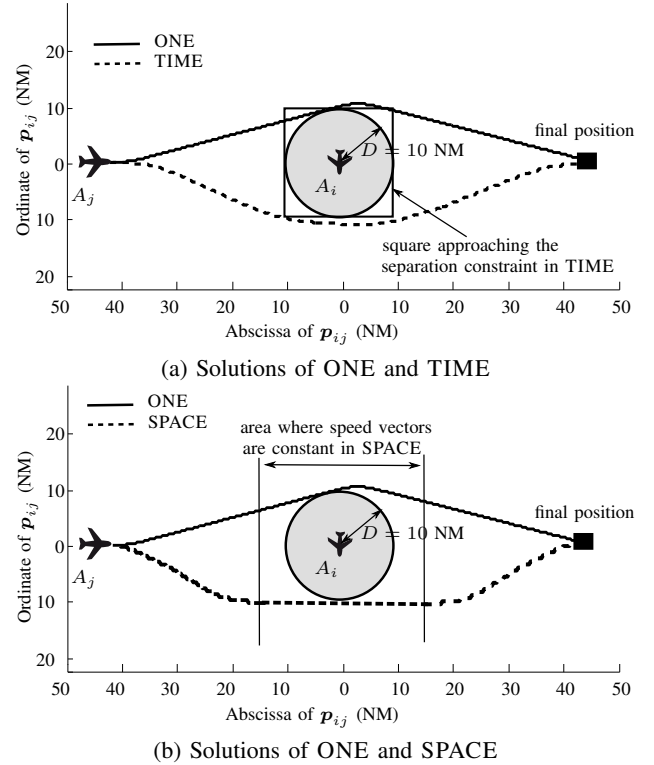 ONE
TIME
20
10
0
10
20
Ordinate of p_ij (NM)
A_j
D = 10 NM
A_i
final position
square approaching the
separation constraint in TIME
50 40 30 20 10 0 10 20 30 40 50
Abscissa of p_ij (NM)
(a) Solutions of ONE and TIME
ONE
SPACE
area where speed vectors
are constant in SPACE
20
10
0
10
20
Ordinate of p_ij (NM)
A_j
D = 10 NM
A_i
final position
50 40 30 20 10 0 10 20 30 40 50
Abscissa of p_ij (NM)
(b) Solutions of ONE and SPACE